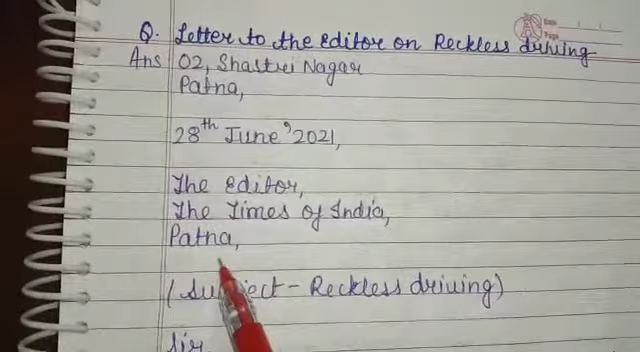 Q. Letter to the editor on Reckless driving
Ans 02, Shastri Nagar
Patna,
28th June'2021,
The editor,
The Times of India,
Patna,
(Subject - Reckless driving)
Sir